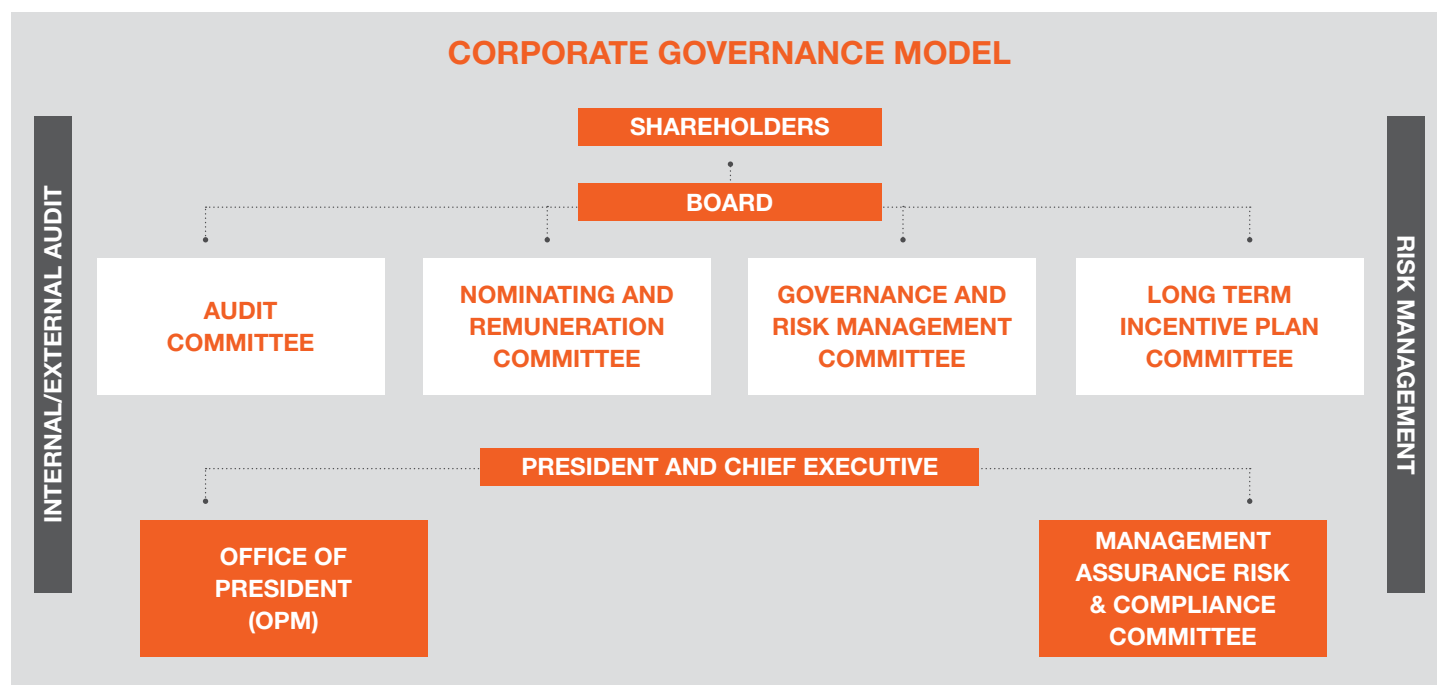 CORPORATE GOVERNANCE MODEL
SHAREHOLDERS
BOARD
INTERNAL/EXTERNAL AUDIT
AUDIT
COMMITTEE
NOMINATING AND
REMUNERATION
COMMITTEE
GOVERNANCE AND
RISK MANAGEMENT
COMMITTEE
LONG TERM
INCENTIVE PLAN
COMMITTEE
RISK MANAGEMENT
PRESIDENT AND CHIEF EXECUTIVE
OFFICE OF
PRESIDENT
(OPM)
MANAGEMENT
ASSURANCE RISK
& COMPLIANCE
COMMITTEE